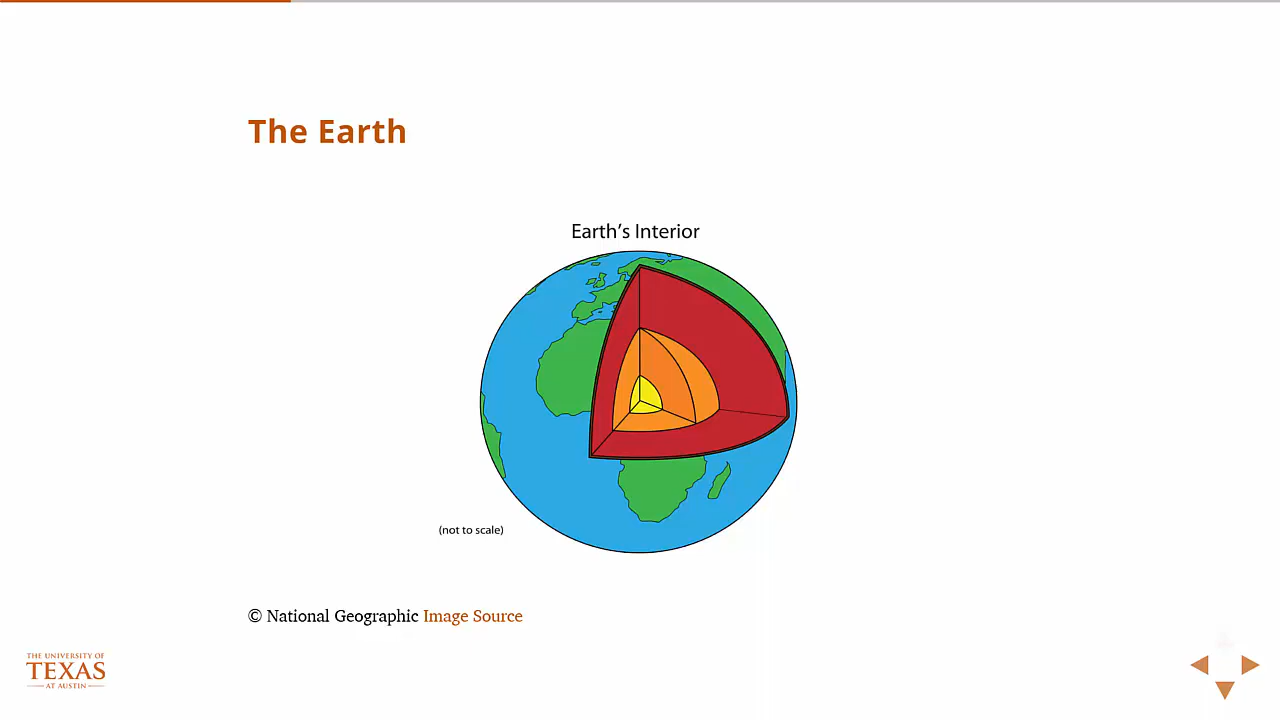 The Earth
Earth's Interior
(not to scale)
© National Geographic Image Source
THE UNIVERSITY OF
TEXAS
AT AUSTIN